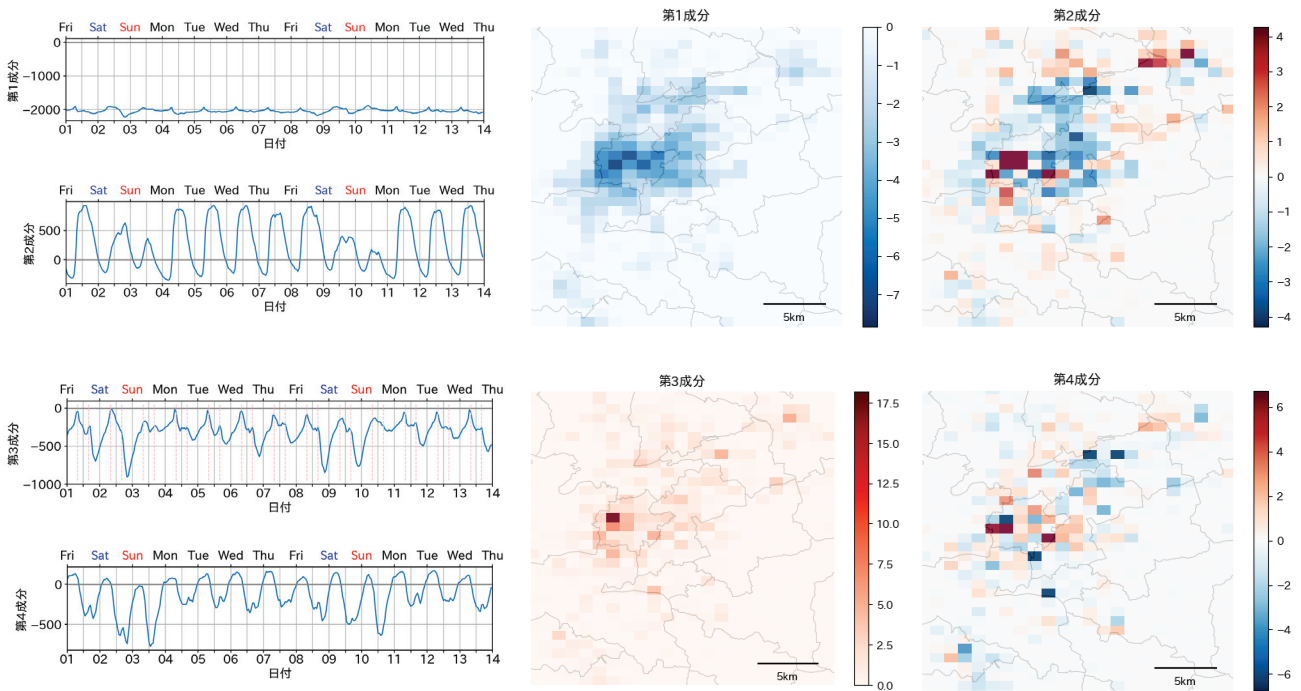 Fri Sat Sun Mon Tue Wed Thu Fri Sat Sun Mon Tue Wed Thu
0
−1000
−2000
第1成分
01 02 03 04 05 06 07 08 09 10 11 12 13 14
日付
Fri Sat Sun Mon Tue Wed Thu Fri Sat Sun Mon Tue Wed Thu
500
0
第2成分
01 02 03 04 05 06 07 08 09 10 11 12 13 14
日付
第1成分
5km
0
−1
−2
−3
−4
−5
−6
−7
第2成分
5km
4
3
2
1
0
−1
−2
−3
−4
Fri Sat Sun Mon Tue Wed Thu Fri Sat Sun Mon Tue Wed Thu
0
−500
−1000
第3成分
01 02 03 04 05 06 07 08 09 10 11 12 13 14
日付
Fri Sat Sun Mon Tue Wed Thu Fri Sat Sun Mon Tue Wed Thu
0
−500
第4成分
01 02 03 04 05 06 07 08 09 10 11 12 13 14
日付
第3成分
5km
17.5
15.0
12.5
10.0
7.5
5.0
2.5
0.0
第4成分
5km
6
4
2
0
−2
−4
−6